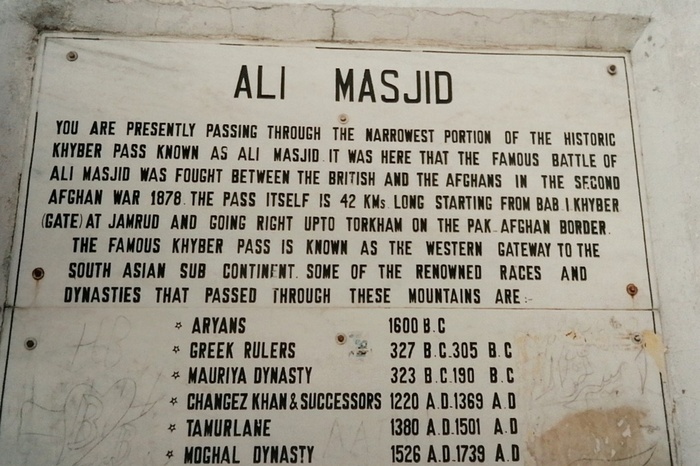 ALI MASJID
YOU ARE PRESENTLY PASSING THROUGH THE NARROWEST PORTION OF THE HISTORIC
KHYBER PASS KNOWN AS ALI MASJID. IT WAS HERE THAT THE FAMOUS BATTLE OF
ALI MASJID WAS FOUGHT BETWEEN THE BRITISH AND THE AFGHANS IN THE SECOND
AFGHAN WAR 1878. THE PASS ITSELF IS 42 KMs. LONG STARTING FROM BAB I KHYBER
(GATE) AT JAMRUD AND GOING RIGHT UPTO TORKHAM ON THE PAK-AFGHAN BORDER.
THE FAMOUS KHYBER PASS IS KNOWN AS THE WESTERN GATEWAY TO THE
SOUTH ASIAN SUB CONTINENT. SOME OF THE RENOWNED RACES AND
DYNASTIES THAT PASSED THROUGH THESE MOUNTAINS ARE:-
☆ ARYANS 1600 B.C
☆ GREEK RULERS 327 B.C.305 B.C
☆ MAURIYA DYNASTY 323 B.C.190 B.C
☆ CHANGEZ KHAN & SUCCESSORS 1220 A.D.1369 A.D
☆ TAMURLANE 1380 A.D.1501 A.D
☆ MOGHAL DYNASTY 1526 A.D.1739 A.D